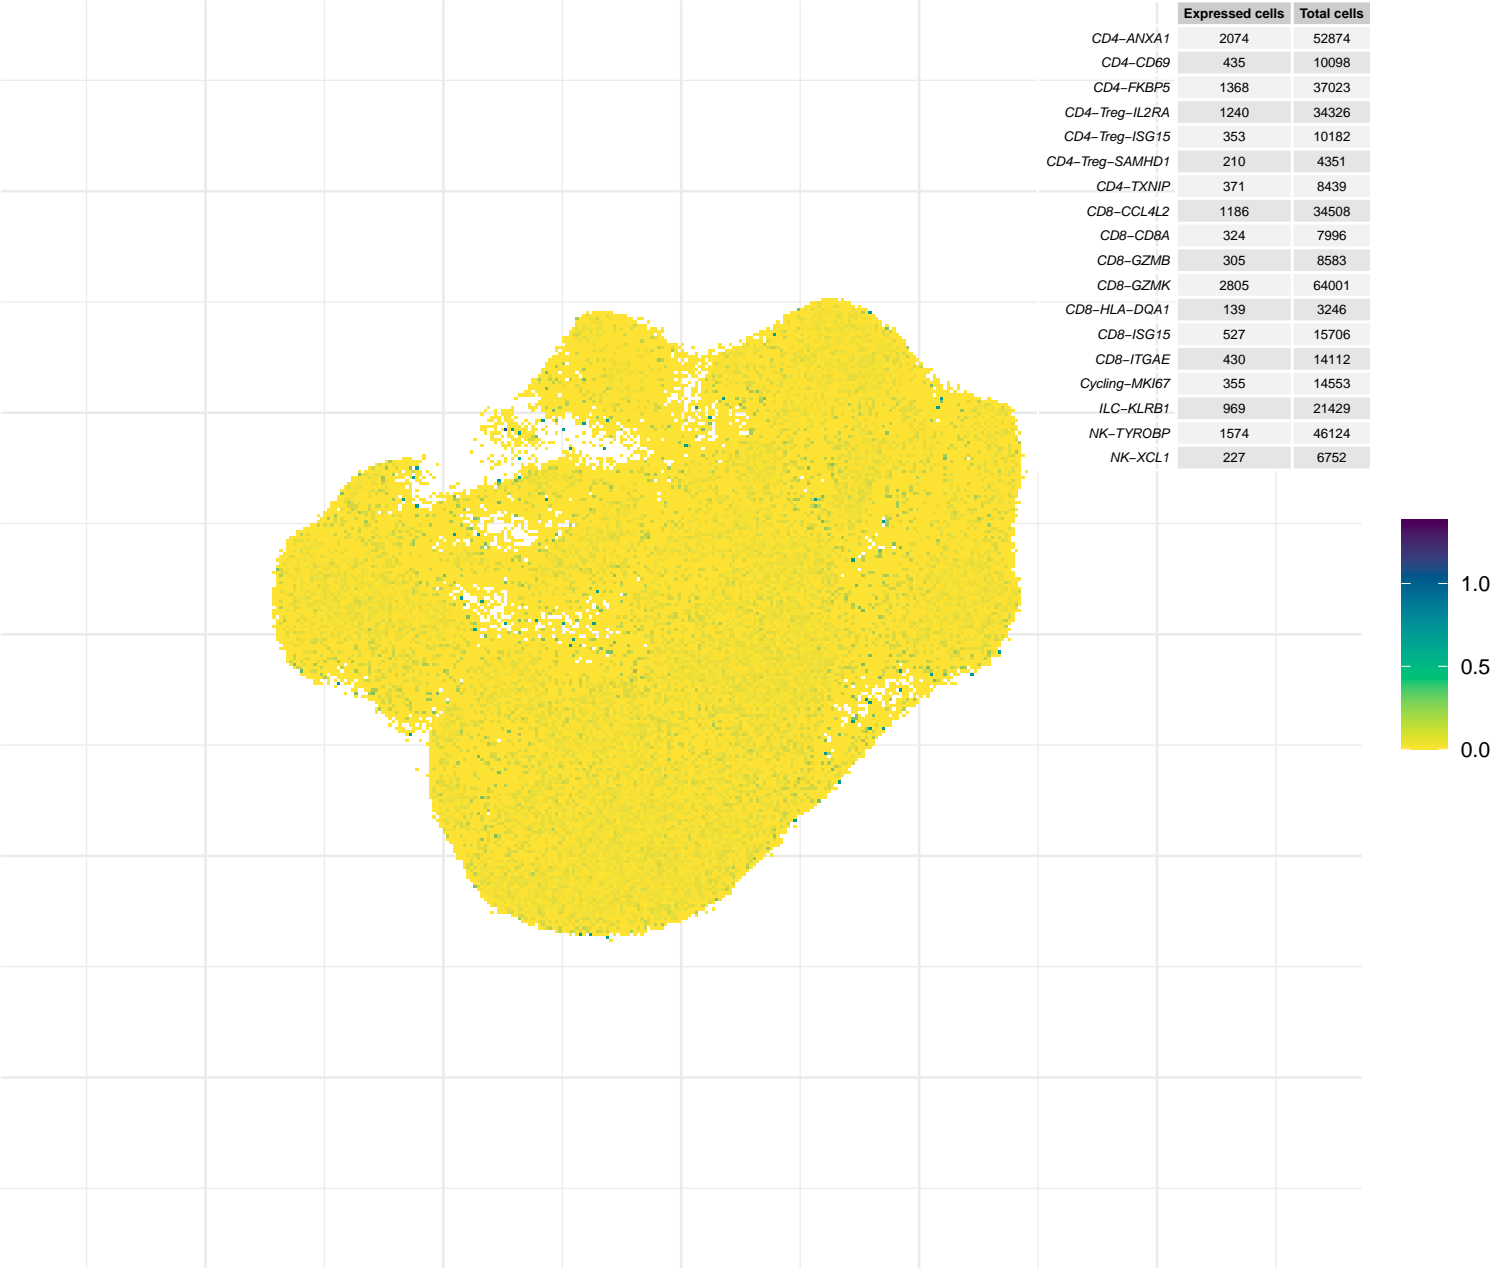 Expressed cells Total cells
CD4−ANXA1 2074 52874
CD4−CD69 435 10098
CD4−FKBP5 1368 37023
CD4−Treg−IL2RA 1240 34326
CD4−Treg−ISG15 353 10182
CD4−Treg−SAMHD1 210 4351
CD4−TXNIP 371 8439
CD8−CCL4L2 1186 34508
CD8−CD8A 324 7996
CD8−GZMB 305 8583
CD8−GZMK 2805 64001
CD8−HLA−DQA1 139 3246
CD8−ISG15 527 15706
CD8−ITGAE 430 14112
Cycling−MKI67 355 14553
ILC−KLRB1 969 21429
NK−TYROBP 1574 46124
NK−XCL1 227 6752
1.0
0.5
0.0